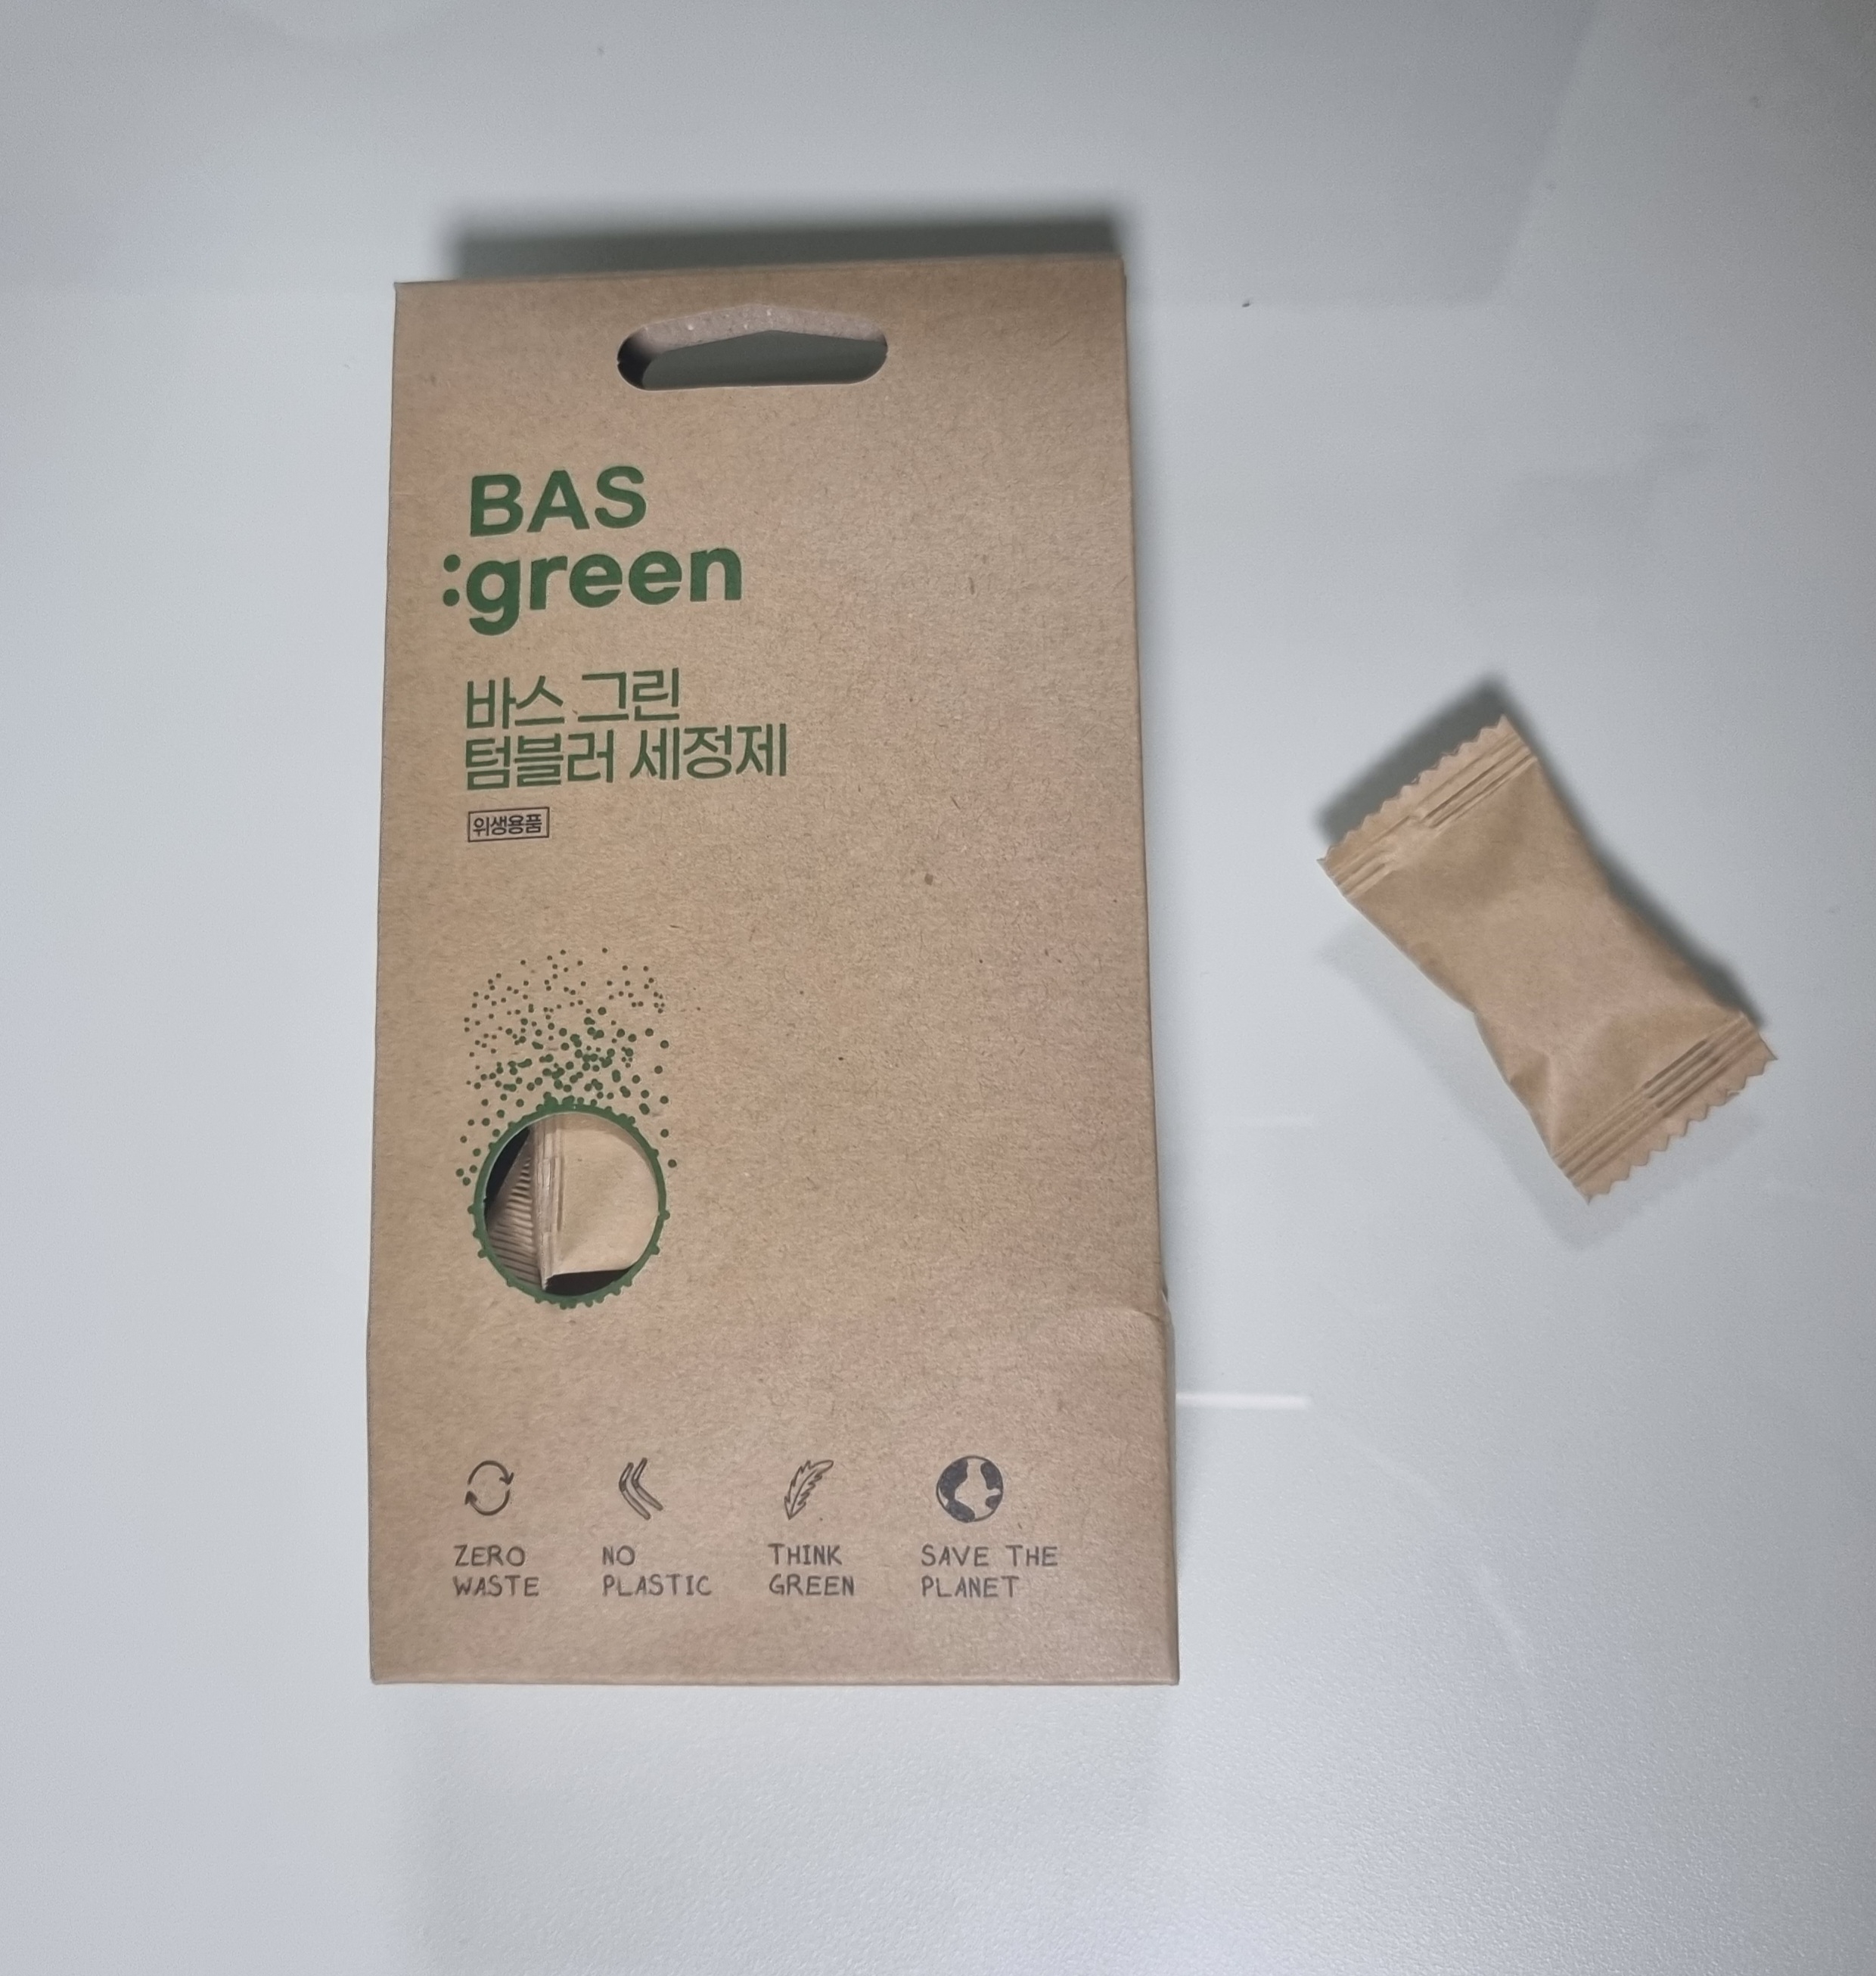 BAS
:green
바스 그린
텀블러 세정제
위생용품
ZERO
WASTE
NO
PLASTIC
THINK
GREEN
SAVE THE
PLANET